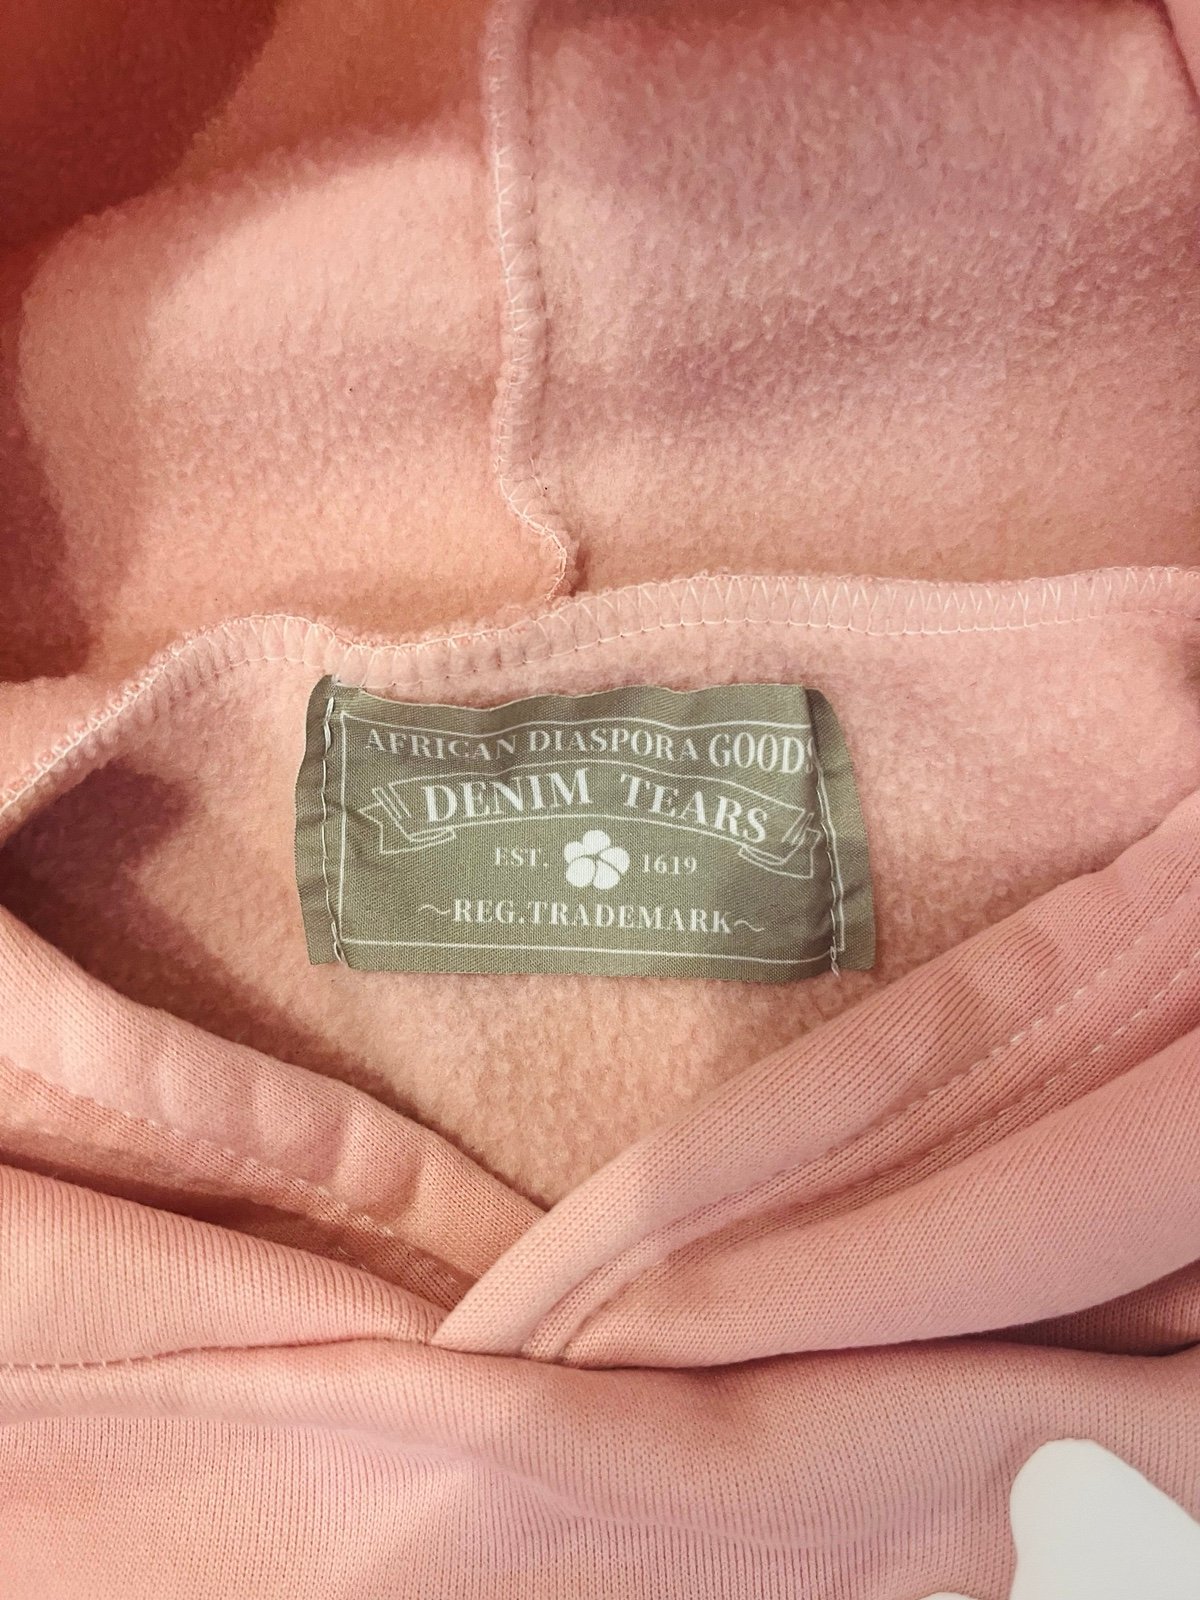 AFRICAN DIASPORA GOODS
DENIM TEARS
EST. 1619
~REG.TRADEMARK~